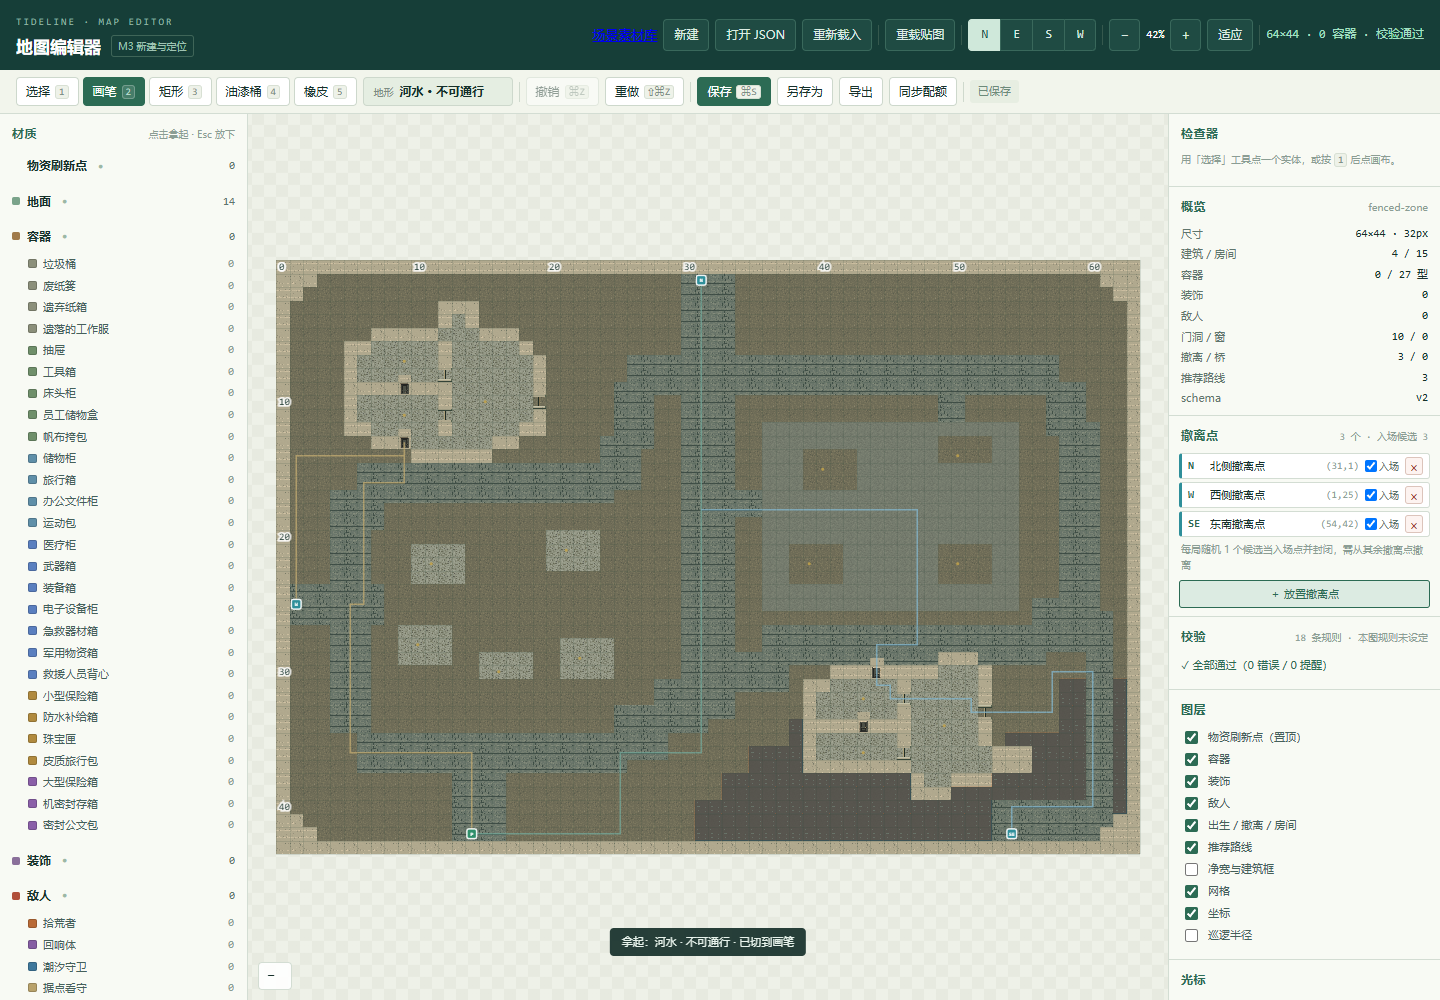 TIDELINE · MAP EDITOR
地图编辑器 M3 新建与定位
场景素材库 新建 打开 JSON 重新载入 重载贴图 N E S W − 42% + 适应 64×44 · 0 容器 · 校验通过
选择 1 画笔 2 矩形 3 油漆桶 4 橡皮 5 地形 河水 · 不可通行 撤销 ⌘Z 重做 ⇧⌘Z 保存 ⌘S 另存为 导出 同步配额 已保存
材质 点击拿起 · Esc 放下
物资刷新点 0
地面 14
容器 0
垃圾桶 0
废纸篓 0
遗弃纸箱 0
遗落的工作服 0
抽屉 0
工具箱 0
床头柜 0
员工储物盒 0
帆布挎包 0
储物柜 0
旅行箱 0
办公文件柜 0
运动包 0
医疗柜 0
武器箱 0
装备箱 0
电子设备柜 0
急救器材箱 0
军用物资箱 0
救援人员背心 0
小型保险箱 0
防水补给箱 0
珠宝匣 0
皮质旅行包 0
大型保险箱 0
机密封存箱 0
密封公文包 0
装饰 0
敌人 0
拾荒者 0
回响体 0
潮汐守卫 0
据点看守 0
0 10 20 30 40 50 60
10
20
30
40
N
W
P
SE
拿起：河水 · 不可通行 · 已切到画笔
−
检查器
用「选择」工具点一个实体，或按 1 后点画布。
概览 fenced-zone
尺寸 64×44 · 32px
建筑 / 房间 4 / 15
容器 0 / 27 型
装饰 0
敌人 0
门洞 / 窗 10 / 0
撤离 / 桥 3 / 0
推荐路线 3
schema v2
撤离点 3 个 · 入场候选 3
N 北侧撤离点 (31,1) 入场 x
W 西侧撤离点 (1,25) 入场 x
SE 东南撤离点 (54,42) 入场 x
每局随机 1 个候选当入场点并封闭，需从其余撤离点撤
离
+ 放置撤离点
校验 18 条规则 · 本图规则未设定
✓ 全部通过（0 错误 / 0 提醒）
图层
物资刷新点（置顶）
容器
装饰
敌人
出生 / 撤离 / 房间
推荐路线
净宽与建筑框
网格
坐标
巡逻半径
光标